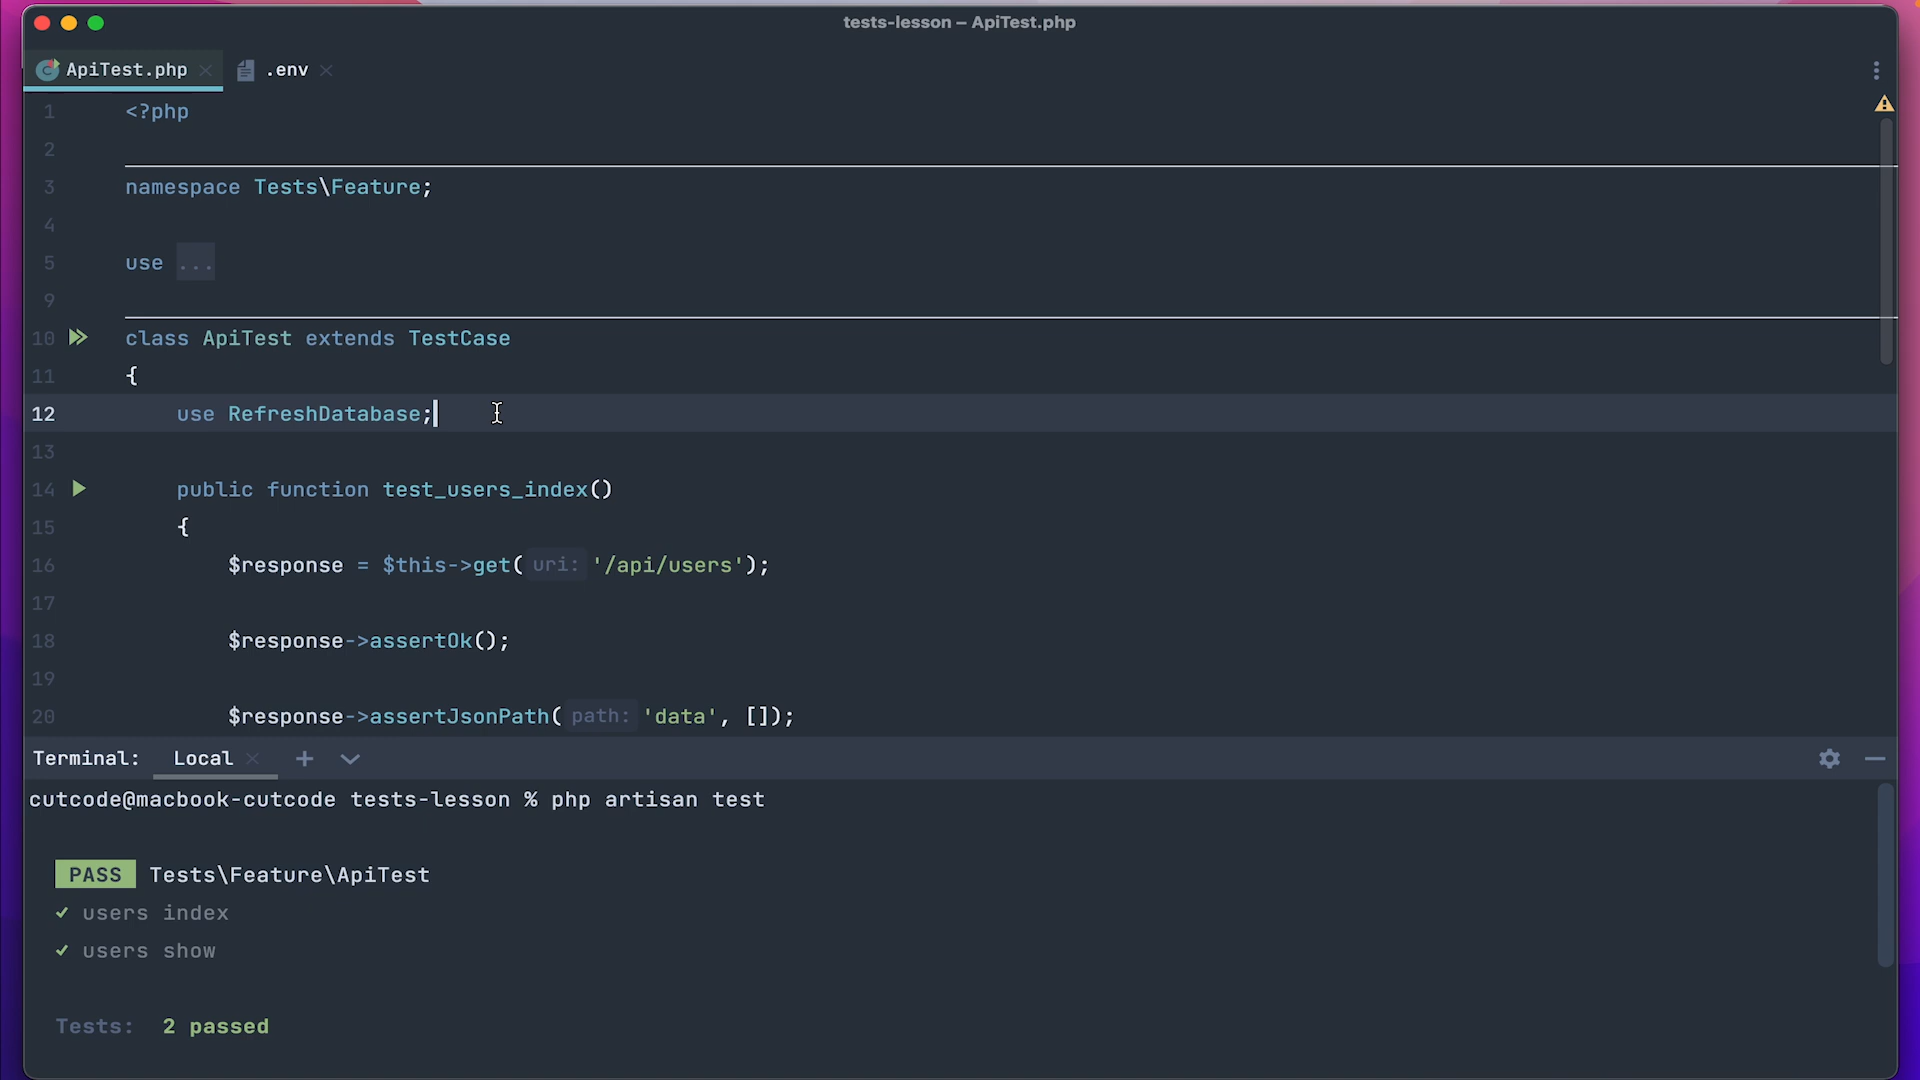 tests-lesson – ApiTest.php
ApiTest.php
.env
1 <?php
2
3 namespace Tests\Feature;
4
5 use ...
9
10 class ApiTest extends TestCase
11 {
12 use RefreshDatabase;
13
14 public function test_users_index()
15 {
16 $response = $this->get( uri: '/api/users');
17
18 $response->assertOk();
19
20 $response->assertJsonPath( path: 'data', []);
Terminal: Local
cutcode@macbook-cutcode tests-lesson % php artisan test
PASS Tests\Feature\ApiTest
✓ users index
✓ users show
Tests: 2 passed